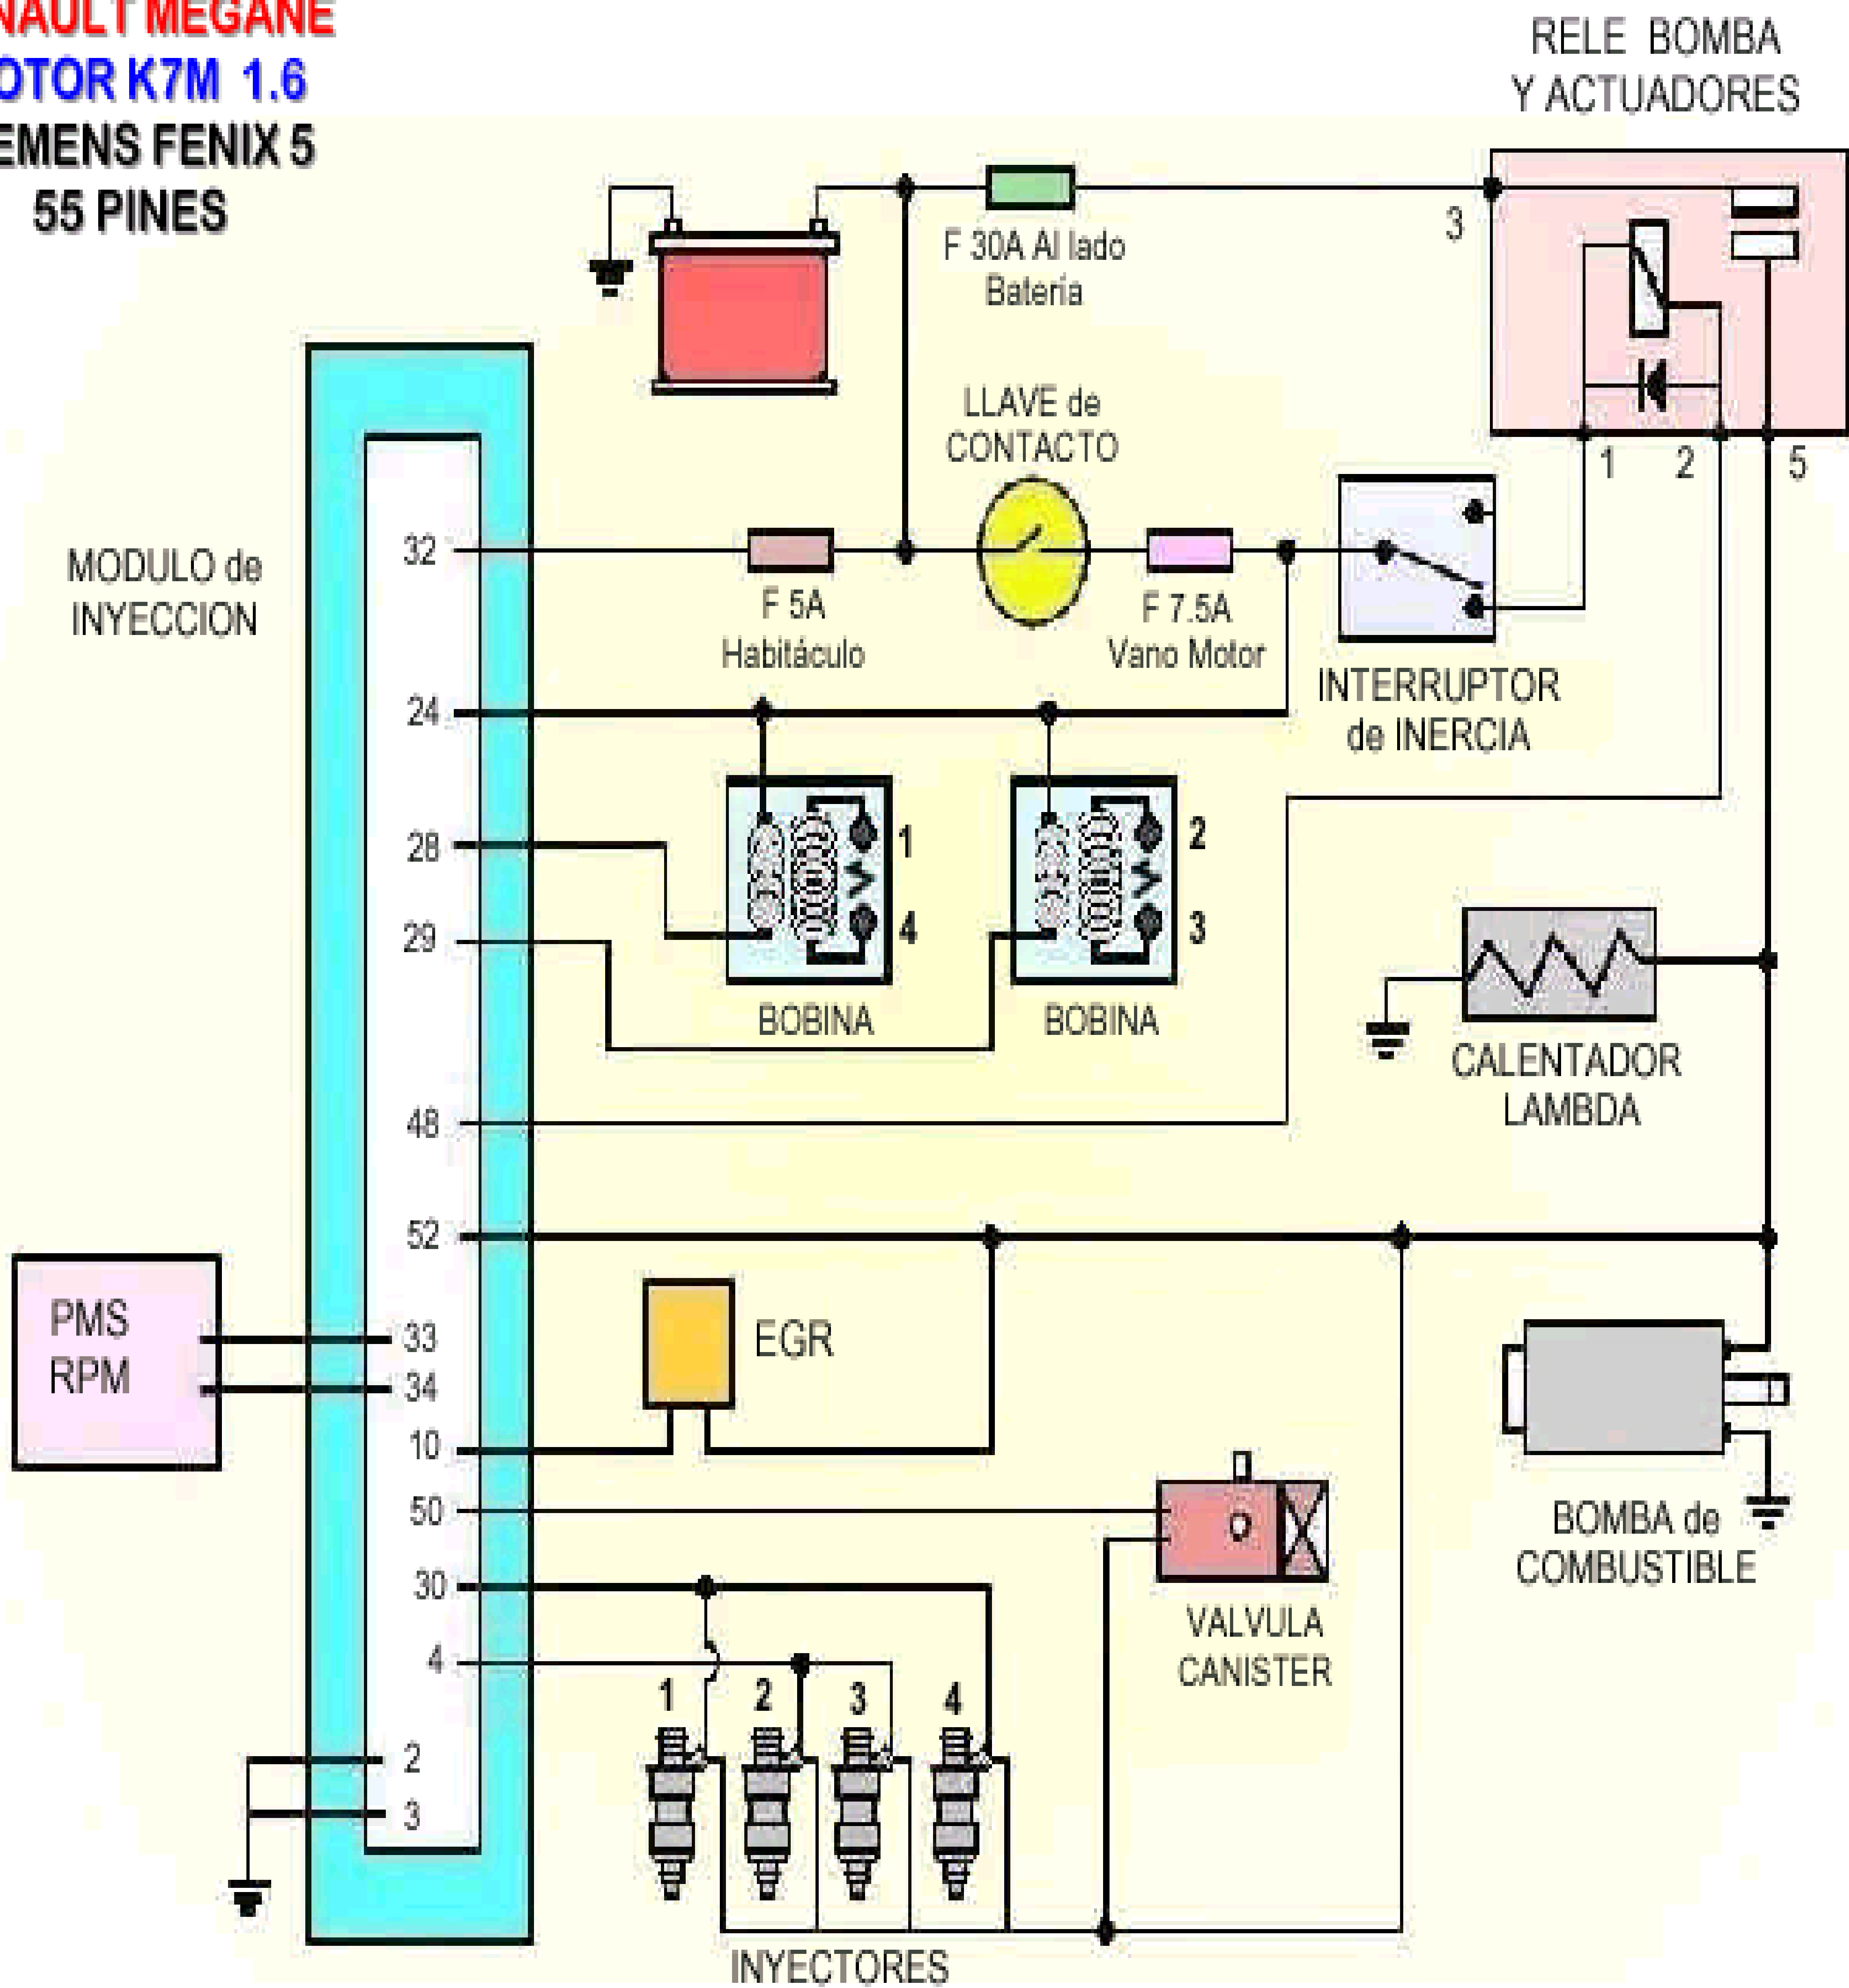 NAULT MEGANE
OTOR K7M 1.6
EMENS FENIX 5
55 PINES
RELE BOMBA
Y ACTUADORES
3
F 30A Al lado
Bateria
1
2
5
LLAVE de
CONTACTO
MODULO de
INYECCION
32
F 5A
Habitáculo
F 7.5A
Vano Motor
INTERRUPTOR
de INERCIA
24
28
29
1
4
BOBINA
2
3
BOBINA
CALENTADOR
LAMBDA
48
52
PMS
RPM
33
34
EGR
10
50
30
4
VALVULA
CANISTER
BOMBA de
COMBUSTIBLE
1
2
3
4
2
3
INYECTORES